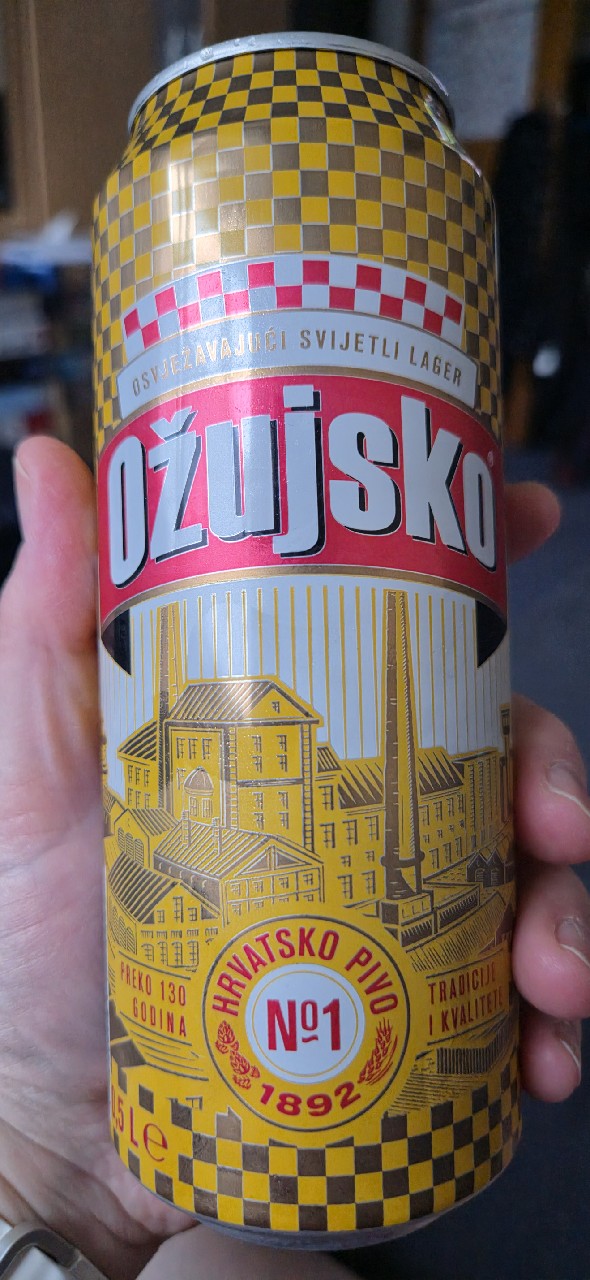 OSVJEŽAVAJUĆI SVIJETLI LAGER
Ožujsko®
PREKO 130
GODINA
HRVATSKO PIVO
Nº1
1892
TRADICIJE
I KVALITETE
0,5 L e